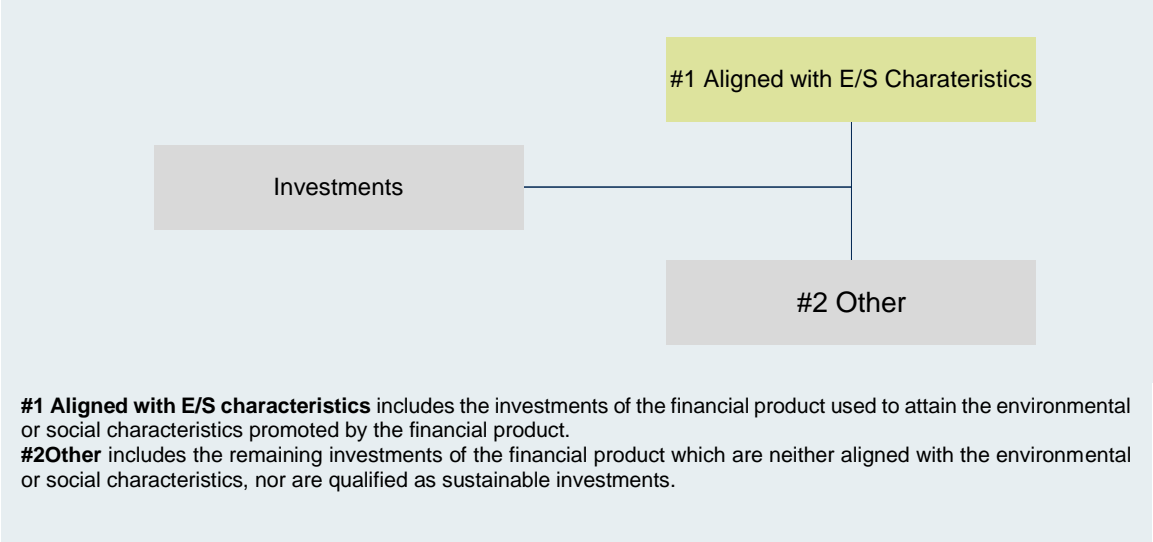 #1 Aligned with E/S Charateristics
Investments
#2 Other
#1 Aligned with E/S characteristics includes the investments of the financial product used to attain the environmental
or social characteristics promoted by the financial product.
#2Other includes the remaining investments of the financial product which are neither aligned with the environmental
or social characteristics, nor are qualified as sustainable investments.